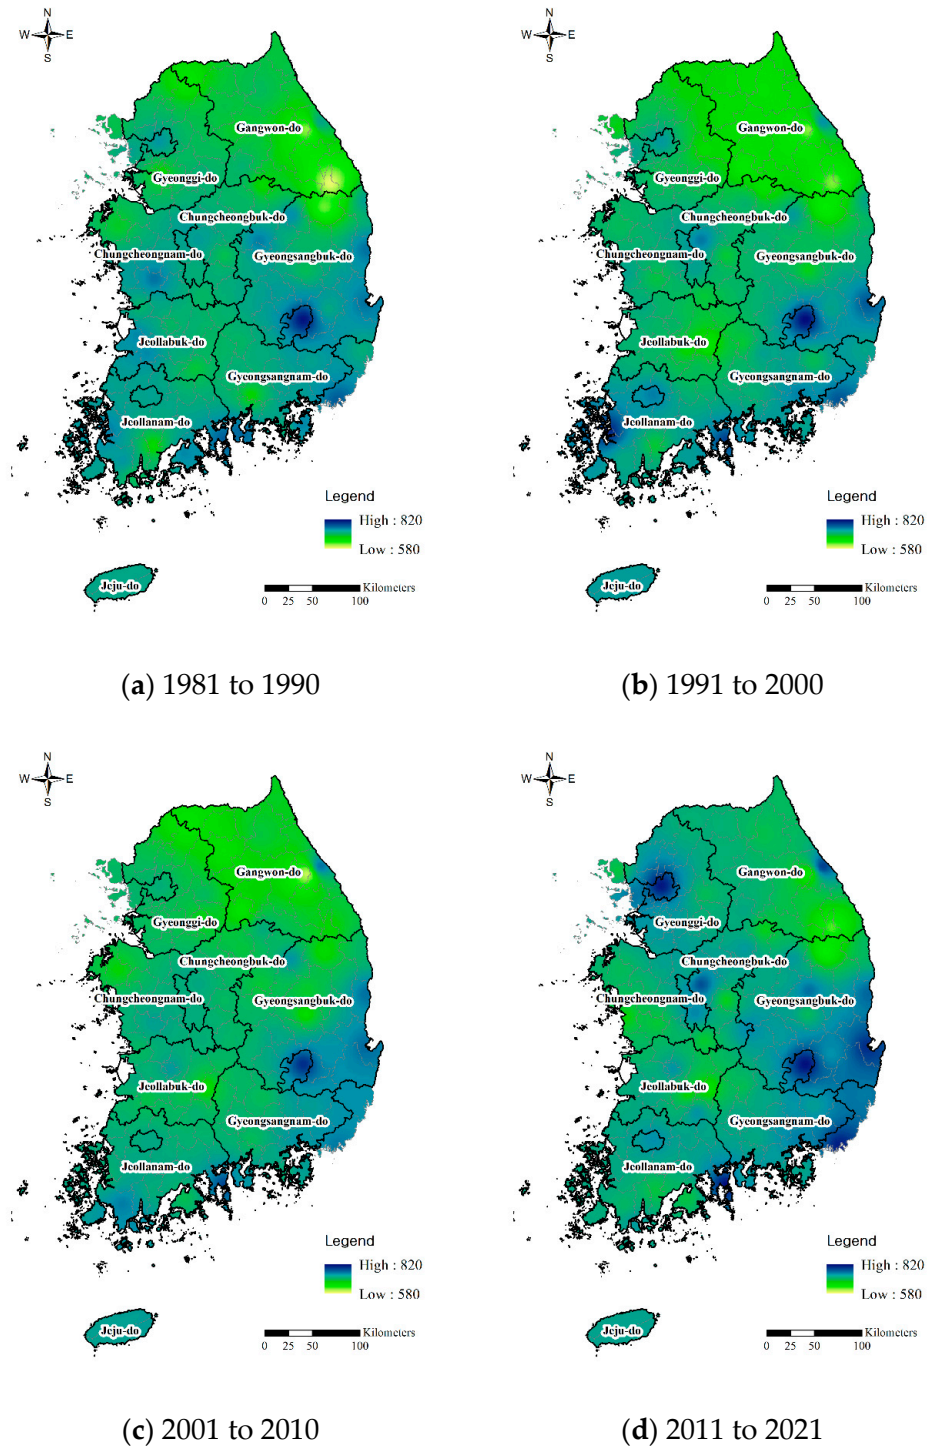 N
W E
S
Gangwon-do
Gyeonggi-do
Chungcheongbuk-do
Chungcheongnam-do
Gyeongsangbuk-do
Jeollabuk-do
Gyeongsangnam-do
Jeollanam-do
Legend
High : 820
Low : 580
Jeju-do
Kilometers
0 25 50 100
(a) 1981 to 1990
N
W E
S
Gangwon-do
Gyeonggi-do
Chungcheongbuk-do
Chungcheongnam-do
Gyeongsangbuk-do
Jeollabuk-do
Gyeongsangnam-do
Jeollanam-do
Legend
High : 820
Low : 580
Jeju-do
Kilometers
0 25 50 100
(b) 1991 to 2000
N
W E
S
Gangwon-do
Gyeonggi-do
Chungcheongbuk-do
Chungcheongnam-do
Gyeongsangbuk-do
Jeollabuk-do
Gyeongsangnam-do
Jeollanam-do
Legend
High : 820
Low : 580
Jeju-do
Kilometers
0 25 50 100
(c) 2001 to 2010
N
W E
S
Gangwon-do
Gyeonggi-do
Chungcheongbuk-do
Chungcheongnam-do
Gyeongsangbuk-do
Jeollabuk-do
Gyeongsangnam-do
Jeollanam-do
Legend
High : 820
Low : 580
Jeju-do
Kilometers
0 25 50 100
(d) 2011 to 2021